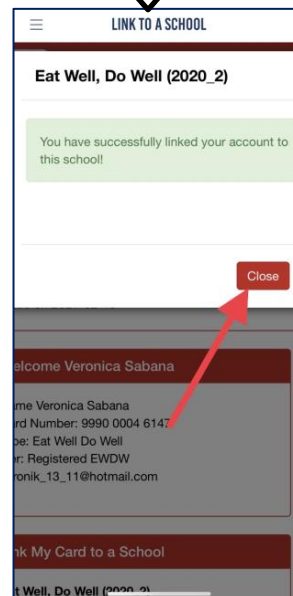 LINK TO A SCHOOL
Eat Well, Do Well (2020_2)
You have successfully linked your account to
this school!
Close
elcome Veronica Sabana
me Veronica Sabana
rd Number: 9990 0004 6147
pe: Eat Well Do Well
er: Registered EWDW
ronik_13_11@hotmail.com
nk My Card to a School
t Well, Do Well (2020_2)